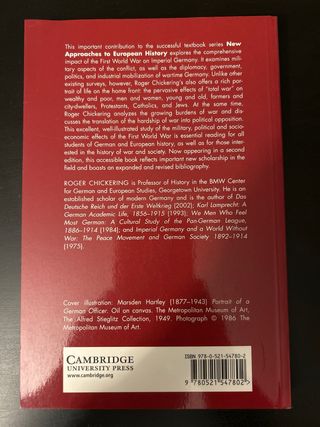 This important contribution to the successful textbook series New
Approaches to European History explores the comprehensive
impact of the First World War on Imperial Germany. It examines mili-
tary aspects of the conflict, as well as the diplomacy, government,
politics, and industrial mobilization of wartime Germany. Unlike other
existing surveys, however, Roger Chickering's also offers a rich por-
trait of life on the home front: the pervasive effects of "total war" on
wealthy and poor, men and women, young and old, farmers and
city-dwellers, Protestants, Catholics, and Jews. At the same time,
Roger Chickering analyzes the growing burdens of war and dis-
cusses the translation of the hardship of war into political opposition.
This excellent, well-illustrated study of the military, political and socio-
economic effects of the First World War is essential reading for all
students of German and European history, as well as for those inter-
ested in the history of war and society. Now appearing in a second
edition, this accessible book reflects important new scholarship in the
field and boasts an expanded and revised bibliography.
ROGER CHICKERING is Professor of History in the BMW Center
for German and European Studies, Georgetown University. He is an
established scholar of modern Germany and is the author of Das
Deutsche Reich und der Erste Weltkrieg (2002); Karl Lamprecht: A
German Academic Life, 1856–1915 (1993); We Men Who Feel
Most German: A Cultural Study of the Pan-German League,
1886–1914 (1984); and Imperial Germany and a World Without
War: The Peace Movement and German Society 1892–1914
(1975).
Cover illustration: Marsden Hartley (1877–1943) Portrait of a
German Officer. Oil on canvas. The Metropolitan Museum of Art,
The Alfred Stieglitz Collection, 1949. Photograph © 1986 The
Metropolitan Museum of Art.
CAMBRIDGE
UNIVERSITY PRESS
www.cambridge.org
ISBN 978-0-521-54780-2
9 780521 547802 >